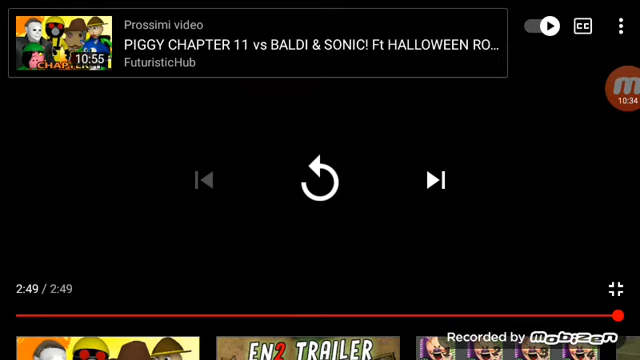 Prossimi video
PIGGY CHAPTER 11 vs BALDI & SONIC! Ft HALLOWEEN RO...
FuturisticHub
10:55
10:34
2:49 / 2:49
EN2 TRAILER
Recorded by mobizen